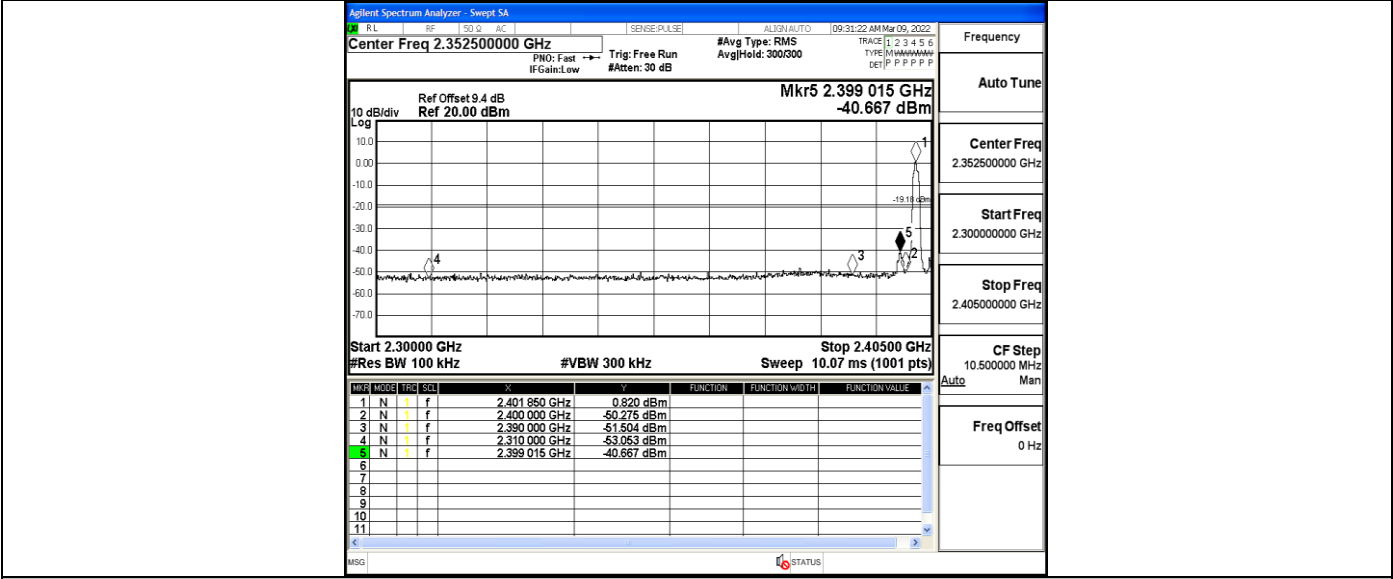 Agilent Spectrum Analyzer - Swept SA
RL RF 50 Ω AC SENSE:PULSE ALIGNAUTO 09:31:22 AM Mar 09, 2022
Center Freq 2.352500000 GHz
PNO: Fast
IFGain:Low
Trig: Free Run
#Atten: 30 dB
#Avg Type: RMS
Avg|Hold: 300/300
TRACE 1 2 3 4 5 6
TYPE M
DET P P P P P P
Ref Offset 9.4 dB
10 dB/div Ref 20.00 dBm
Log
Mkr5 2.399 015 GHz
-40.667 dBm
10.0
0.00
-10.0
-20.0
-30.0
-40.0
-50.0
-60.0
-70.0
1
-19.18 dBm
5
2
3
4
Start 2.30000 GHz Stop 2.40500 GHz
#Res BW 100 kHz #VBW 300 kHz Sweep 10.07 ms (1001 pts)
MKR MODE TRC SCL X Y FUNCTION FUNCTION WIDTH FUNCTION VALUE
1 N ↑ f 2.401 850 GHz 0.820 dBm
2 N ↑ f 2.400 000 GHz -50.275 dBm
3 N ↑ f 2.390 000 GHz -51.504 dBm
4 N ↑ f 2.310 000 GHz -53.053 dBm
5 N ↑ f 2.399 015 GHz -40.667 dBm
6
7
8
9
10
11
MSG STATUS
Frequency
Auto Tune
Center Freq
2.352500000 GHz
Start Freq
2.300000000 GHz
Stop Freq
2.405000000 GHz
CF Step
10.500000 MHz
Auto Man
Freq Offset
0 Hz